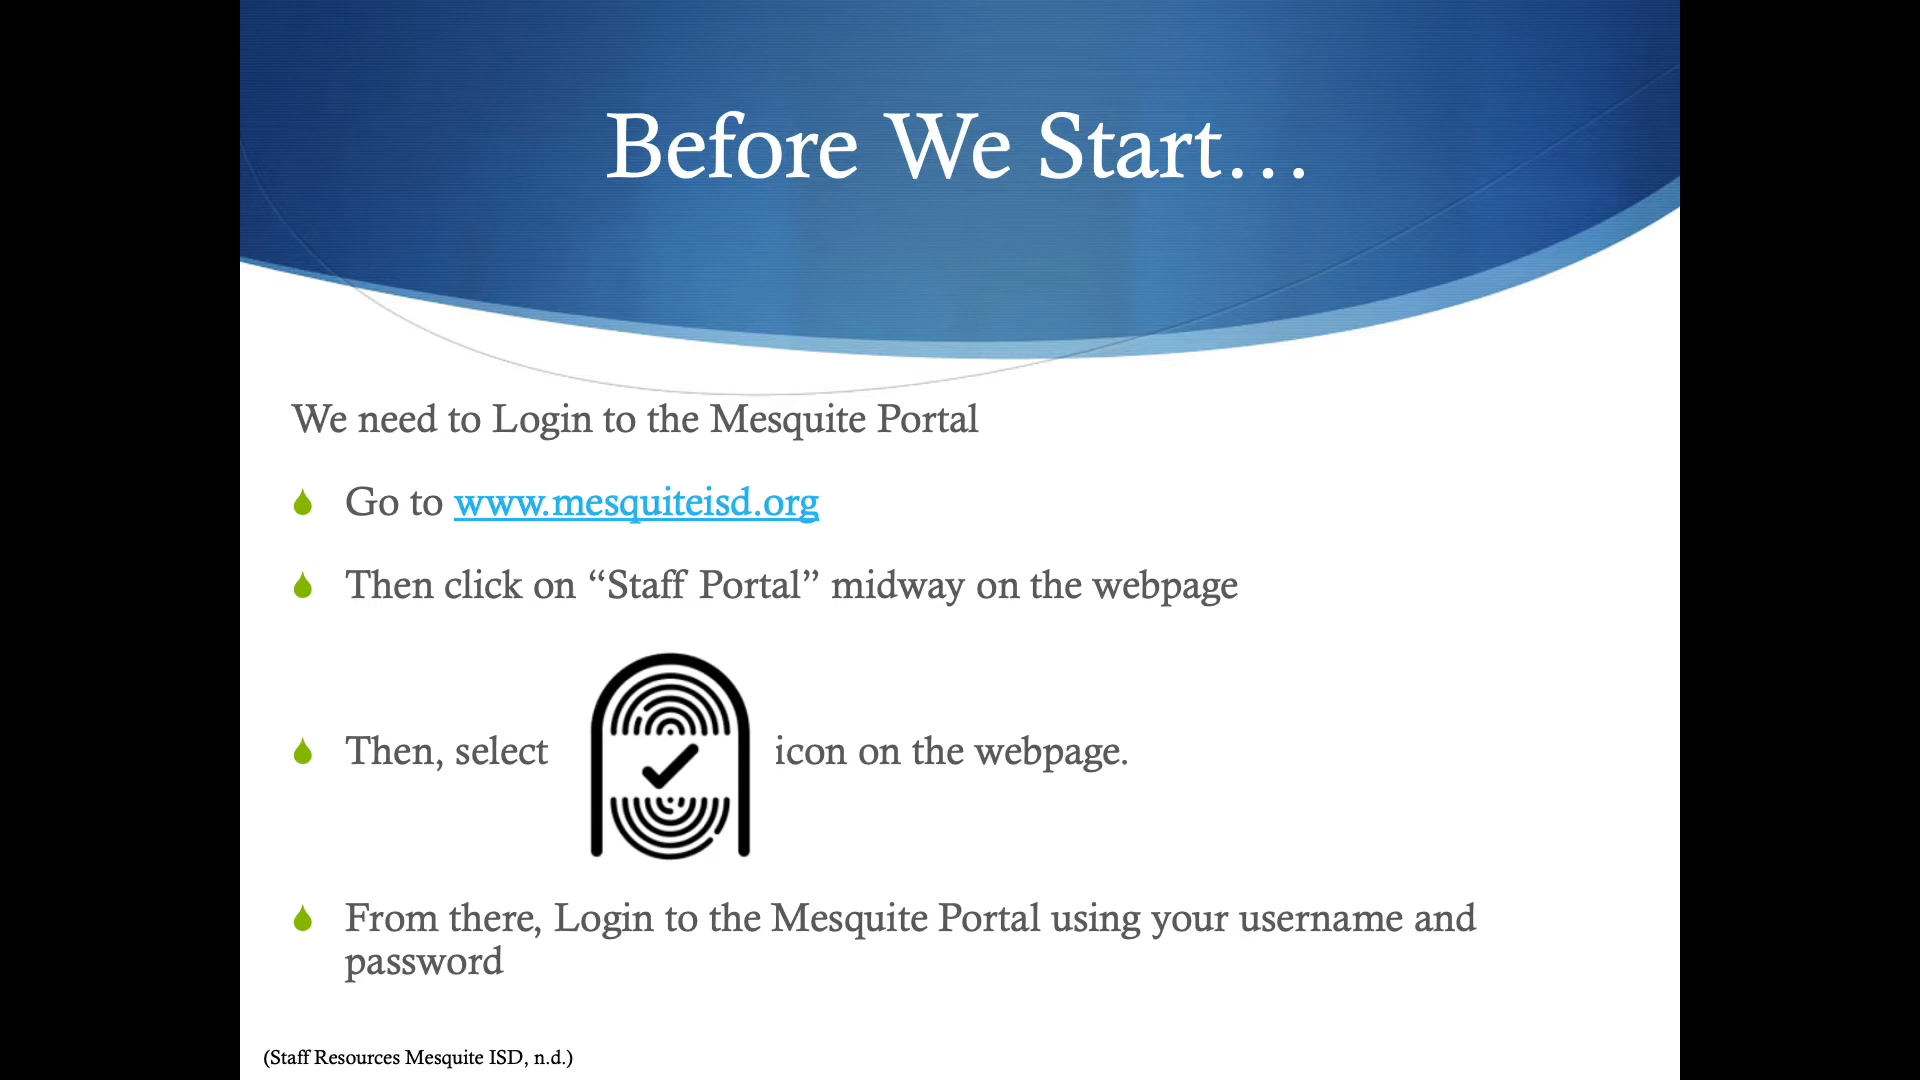 Before We Start…
We need to Login to the Mesquite Portal
Go to www.mesquiteisd.org
Then click on “Staff Portal” midway on the webpage
Then, select icon on the webpage.
From there, Login to the Mesquite Portal using your username and
password
(Staff Resources Mesquite ISD, n.d.)